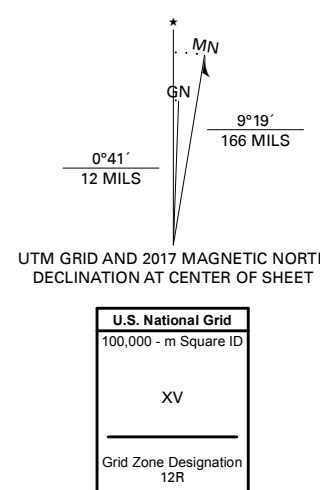 ★
MN
GN
9°19´
166 MILS
0°41´
12 MILS
UTM GRID AND 2017 MAGNETIC NORTH
DECLINATION AT CENTER OF SHEET
U.S. National Grid
100,000 - m Square ID
XV
Grid Zone Designation
12R